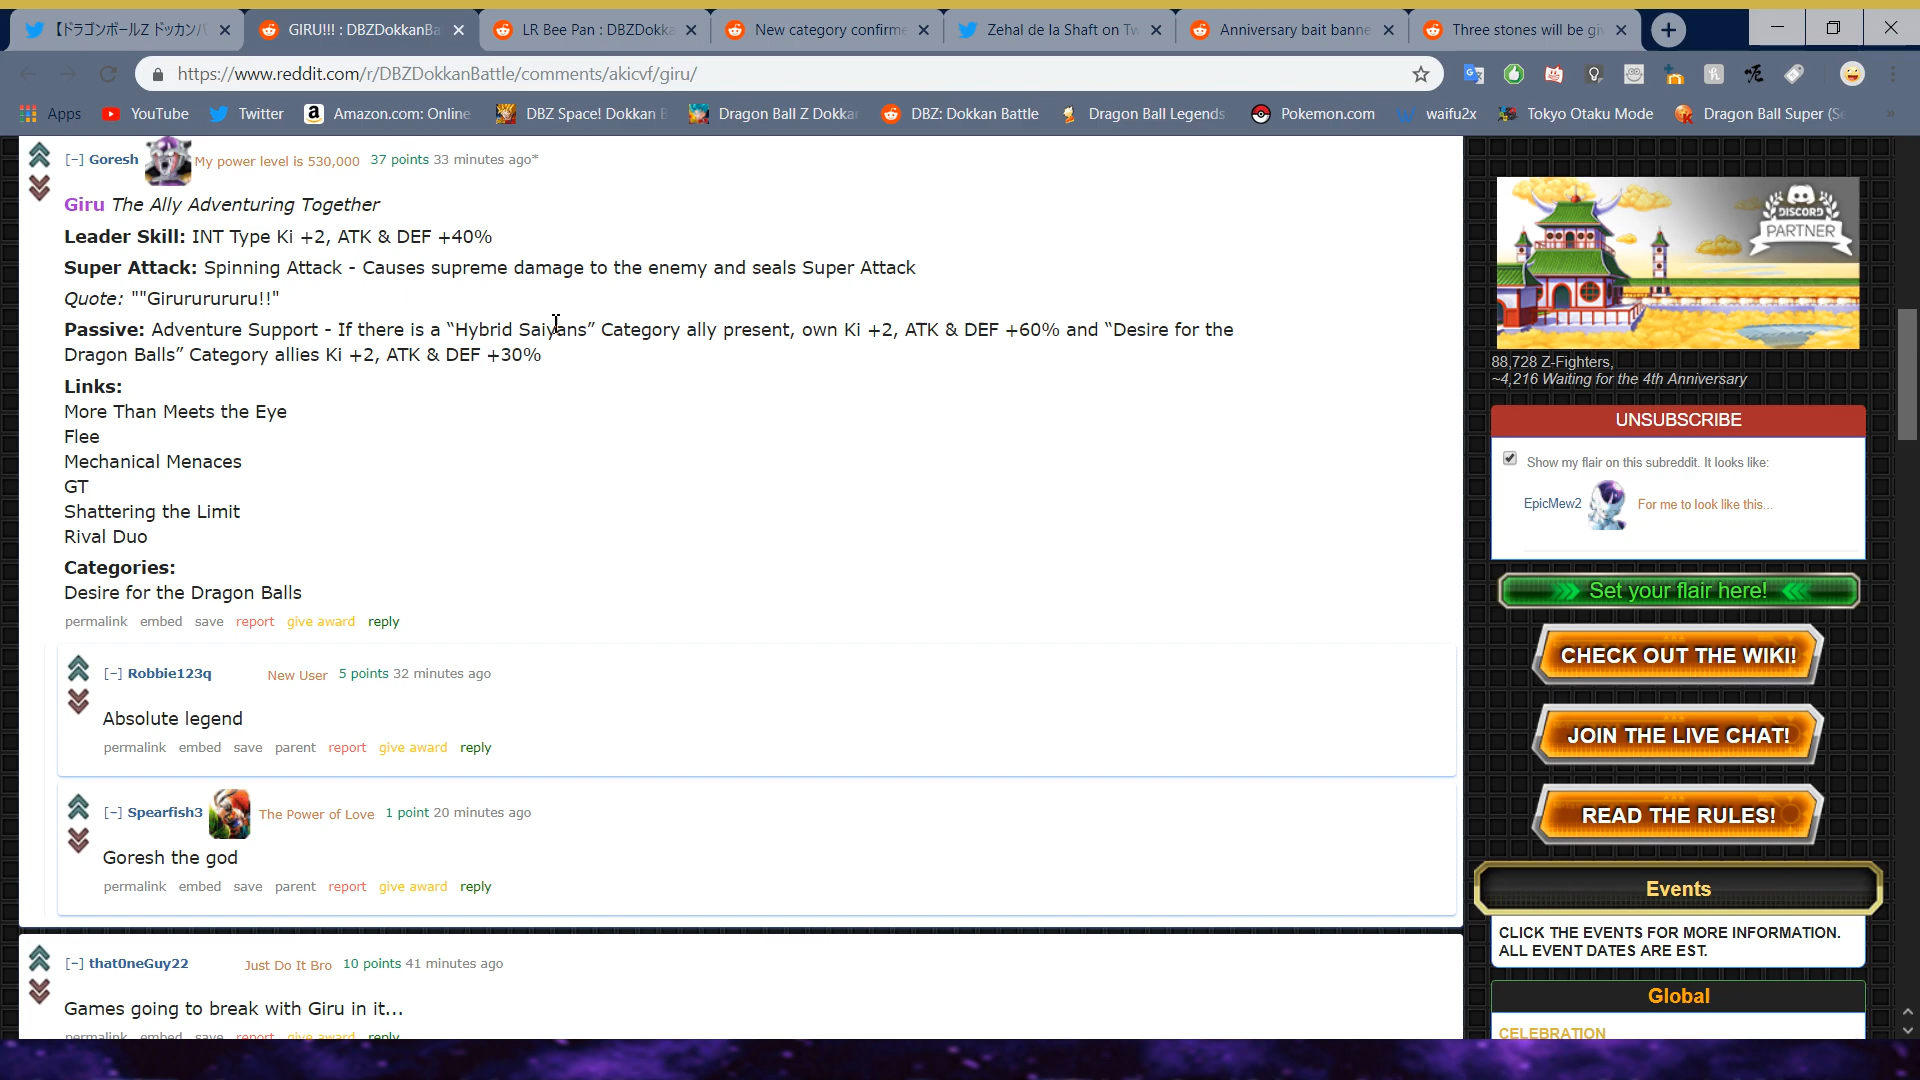 【ドラゴンボールZ ドッカンバ
GIRU!!! : DBZDokkanBa
LR Bee Pan : DBZDokka
New category confirme
Zehal de la Shaft on Tw
Anniversary bait banne
Three stones will be giv
https://www.reddit.com/r/DBZDokkanBattle/comments/akicvf/giru/
Apps
YouTube
Twitter
Amazon.com: Online
DBZ Space! Dokkan B
Dragon Ball Z Dokkan
DBZ: Dokkan Battle
Dragon Ball Legends
Pokemon.com
waifu2x
Tokyo Otaku Mode
Dragon Ball Super (Se
[–] Goresh My power level is 530,000 37 points 33 minutes ago*
Giru The Ally Adventuring Together
Leader Skill: INT Type Ki +2, ATK & DEF +40%
Super Attack: Spinning Attack - Causes supreme damage to the enemy and seals Super Attack
Quote: ""Girururururu!!"
Passive: Adventure Support - If there is a “Hybrid Saiyans” Category ally present, own Ki +2, ATK & DEF +60% and “Desire for the
Dragon Balls” Category allies Ki +2, ATK & DEF +30%
Links:
More Than Meets the Eye
Flee
Mechanical Menaces
GT
Shattering the Limit
Rival Duo
Categories:
Desire for the Dragon Balls
permalink embed save report give award reply
[–] Robbie123q New User 5 points 32 minutes ago
Absolute legend
permalink embed save parent report give award reply
[–] Spearfish3 The Power of Love 1 point 20 minutes ago
Goresh the god
permalink embed save parent report give award reply
[–] that0neGuy22 Just Do It Bro 10 points 41 minutes ago
Games going to break with Giru in it...
permalink embed save report give award reply
DISCORD
PARTNER
88,728 Z-Fighters,
~4,216 Waiting for the 4th Anniversary
UNSUBSCRIBE
Show my flair on this subreddit. It looks like:
EpicMew2 For me to look like this...
Set your flair here!
CHECK OUT THE WIKI!
JOIN THE LIVE CHAT!
READ THE RULES!
Events
CLICK THE EVENTS FOR MORE INFORMATION.
ALL EVENT DATES ARE EST.
Global
CELEBRATION